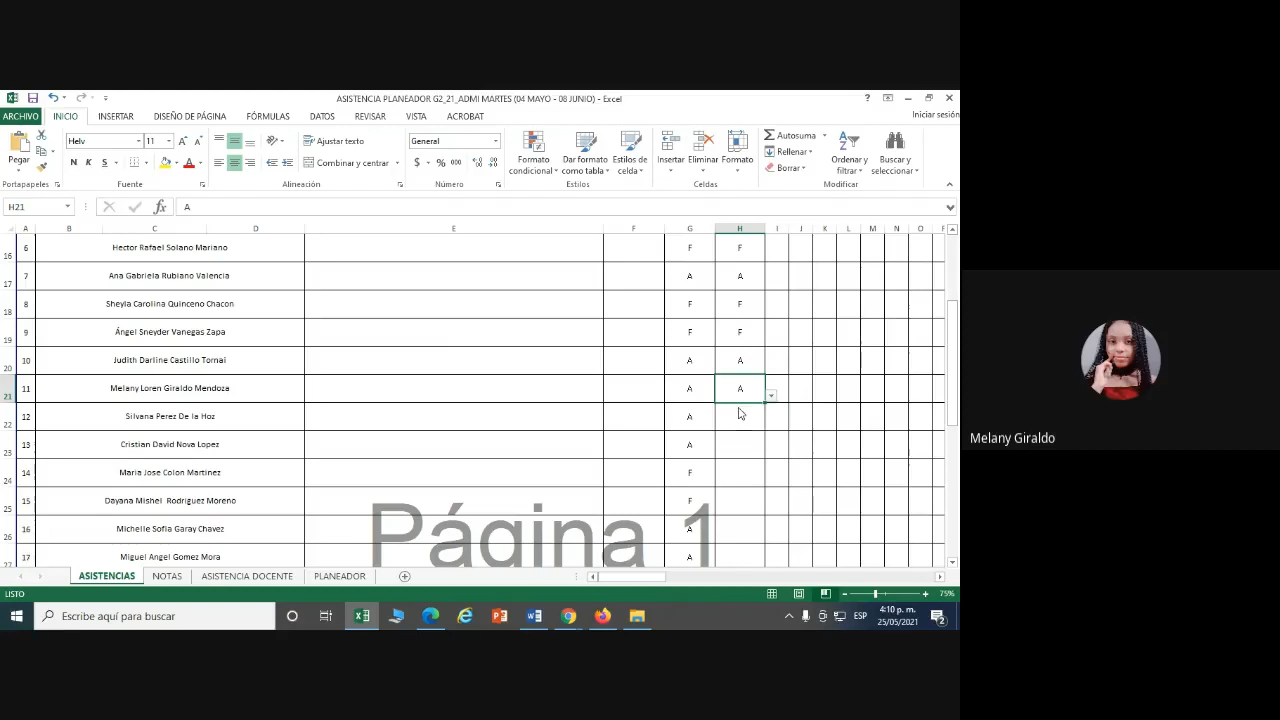 ASISTENCIA PLANEADOR G2_21_ADMI MARTES (04 MAYO - 08 JUNIO) - Excel
ARCHIVO INICIO INSERTAR DISEÑO DE PÁGINA FÓRMULAS DATOS REVISAR VISTA ACROBAT Iniciar sesión
Pegar
Helv 11
N K S
Ajustar texto
Combinar y centrar
General
$ % 000
Formato condicional
Dar formato como tabla
Estilos de celda
Insertar Eliminar Formato
Autosuma
Rellenar
Borrar
Ordenar y filtrar
Buscar y seleccionar
Portapapeles Fuente Alineación Número Estilos Celdas Modificar
H21 fx A
A B C D E F G H I J K L M N O
16 6 Hector Rafael Solano Mariano F F
17 7 Ana Gabriela Rubiano Valencia A A
18 8 Sheyla Carolina Quinceno Chacon F F
19 9 Ángel Sneyder Vanegas Zapa F F
20 10 Judith Darline Castillo Tornai A A
21 11 Melany Loren Giraldo Mendoza A A
22 12 Silvana Perez De la Hoz A
23 13 Cristian David Nova Lopez A
24 14 Maria Jose Colon Martinez F
25 15 Dayana Mishel Rodriguez Moreno F
26 16 Michelle Sofia Garay Chavez A
27 17 Miguel Angel Gomez Mora A
Página 1
ASISTENCIAS NOTAS ASISTENCIA DOCENTE PLANEADOR
LISTO 75%
Escribe aquí para buscar
ESP
4:10 p. m.
25/05/2021
2
Melany Giraldo